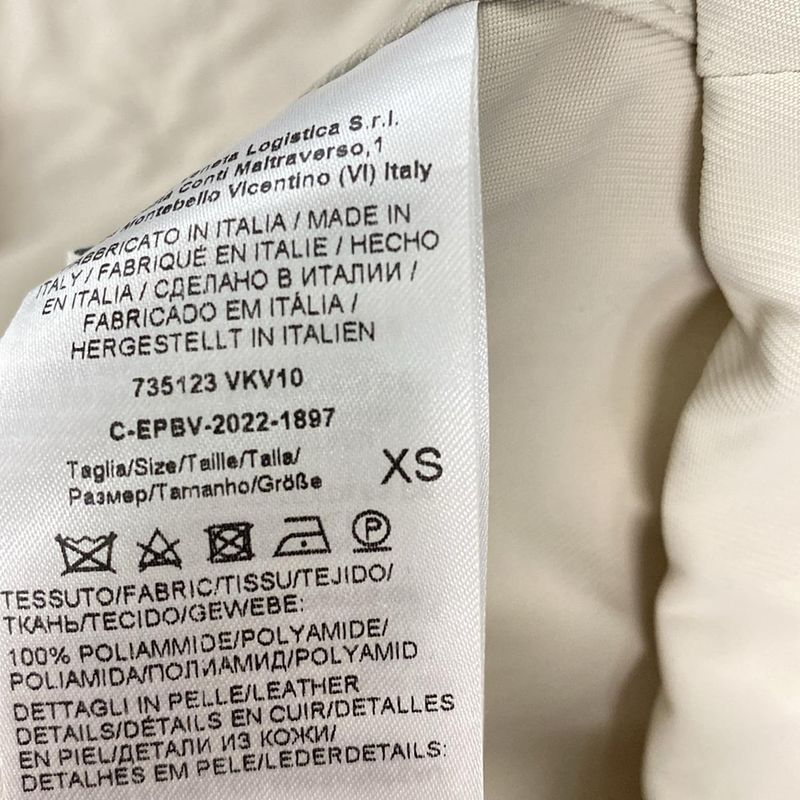 Logistica S.r.l.
Conti Maltraverso,1
Montebello Vicentino (VI) Italy
FABBRICATO IN ITALIA / MADE IN
ITALY / FABRIQUÉ EN ITALIE / HECHO
EN ITALIA / СДЕЛАНО В ИТАЛИИ /
FABRICADO EM ITÁLIA /
HERGESTELLT IN ITALIEN
735123 VKV10
C-EPBV-2022-1897
Taglia/Size/Taille/Talla/
Размер/Tamanho/Größe
XS
P
TESSUTO/FABRIC/TISSU/TEJIDO/
ТКАНЬ/TECIDO/GEWEBE:
100% POLIAMMIDE/POLYAMIDE/
POLIAMIDA/ПОЛИАМИД/POLYAMID
DETTAGLI IN PELLE/LEATHER
DETAILS/DÉTAILS EN CUIR/DETALLES
EN PIEL/ДЕТАЛИ ИЗ КОЖИ/
DETALHES EM PELE/LEDERDETAILS: